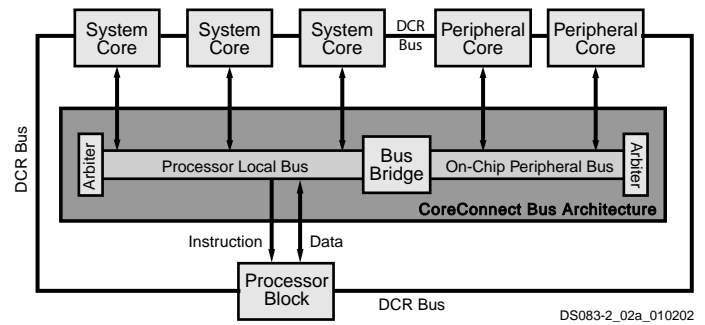 System
Core
System
Core
System
Core
DCR
Bus
Peripheral
Core
Peripheral
Core
DCR Bus
Arbiter
Processor Local Bus
Bus
Bridge
On-Chip Peripheral Bus
Arbiter
CoreConnect Bus Architecture
Instruction
Data
Processor
Block
DCR Bus
DS083-2_02a_010202